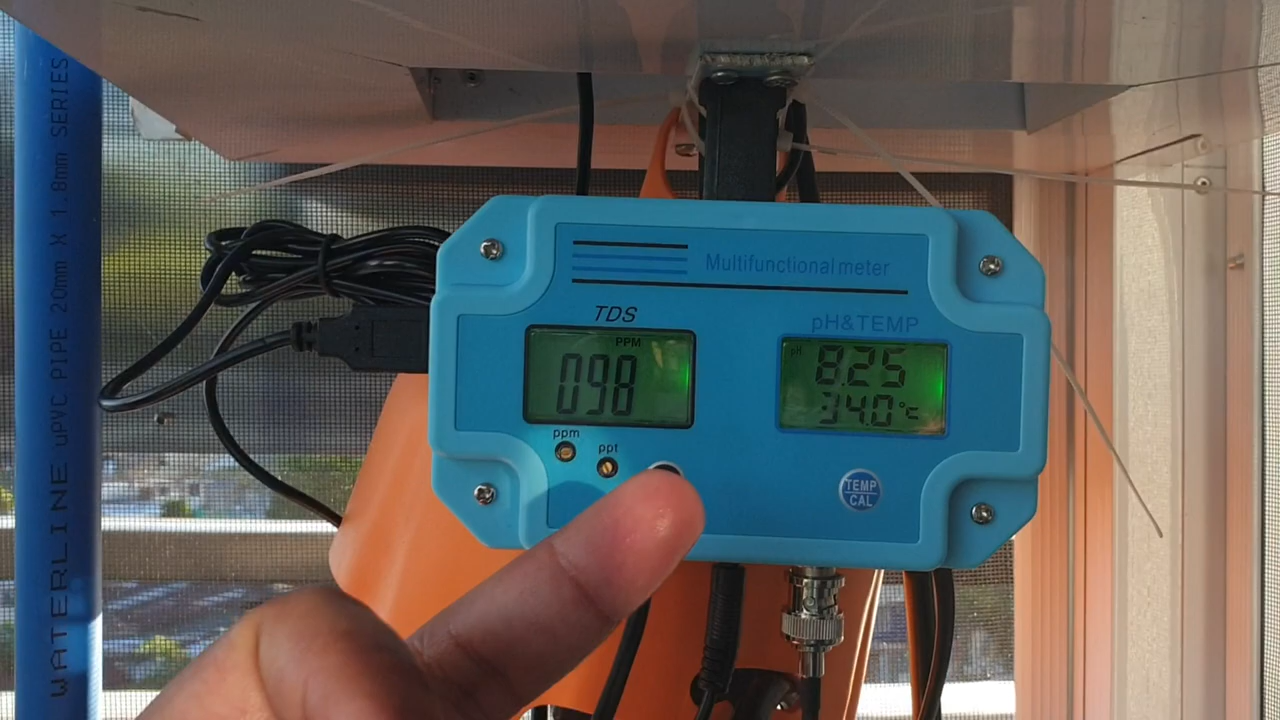 WATERLINE uPVC PIPE 20mm X 1.8mm SERIES
Multifunctional meter
TDS
pH&TEMP
PPM
098
pH
8.25
34.0°C
ppm
ppt
TEMP
CAL